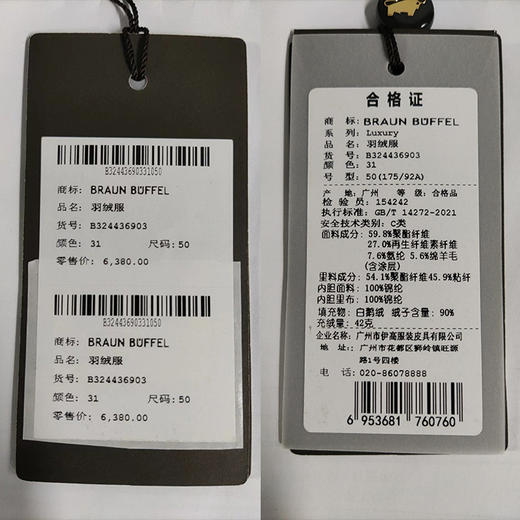 B32443690331050
商标: BRAUN BÜFFEL
品名: 羽绒服
货号: B324436903
颜色: 31 尺码: 50
零售价: 6,380.00
B32443690331050
商标: BRAUN BÜFFEL
品名: 羽绒服
货号: B324436903
颜色: 31 尺码: 50
零售价: 6,380.00
合格证
商 标: BRAUN BÜFFEL
系 列: Luxury
品 名: 羽绒服
货 号: B324436903
颜 色: 31
号 型: 50(175/92A)
产 地: 广州 等 级: 合格品
检 验 员: 154242
执行标准: GB/T 14272-2021
安全技术类别: C类
面料成分: 59.8%聚酯纤维
27.0%再生纤维素纤维
7.6%氨纶 5.6%绵羊毛
(含涂层)
里料成分: 54.1%聚酯纤维45.9%粘纤
内胆面料: 100%锦纶
内胆里布: 100%锦纶
填充物: 白鹅绒 绒子含量: 90%
充绒量: 42克
企业名称: 广州市伊高服装皮具有限公司
地 址: 广州市花都区狮岭镇旺源
路1号四楼
电 话: 020-86078888
6 953681 760760